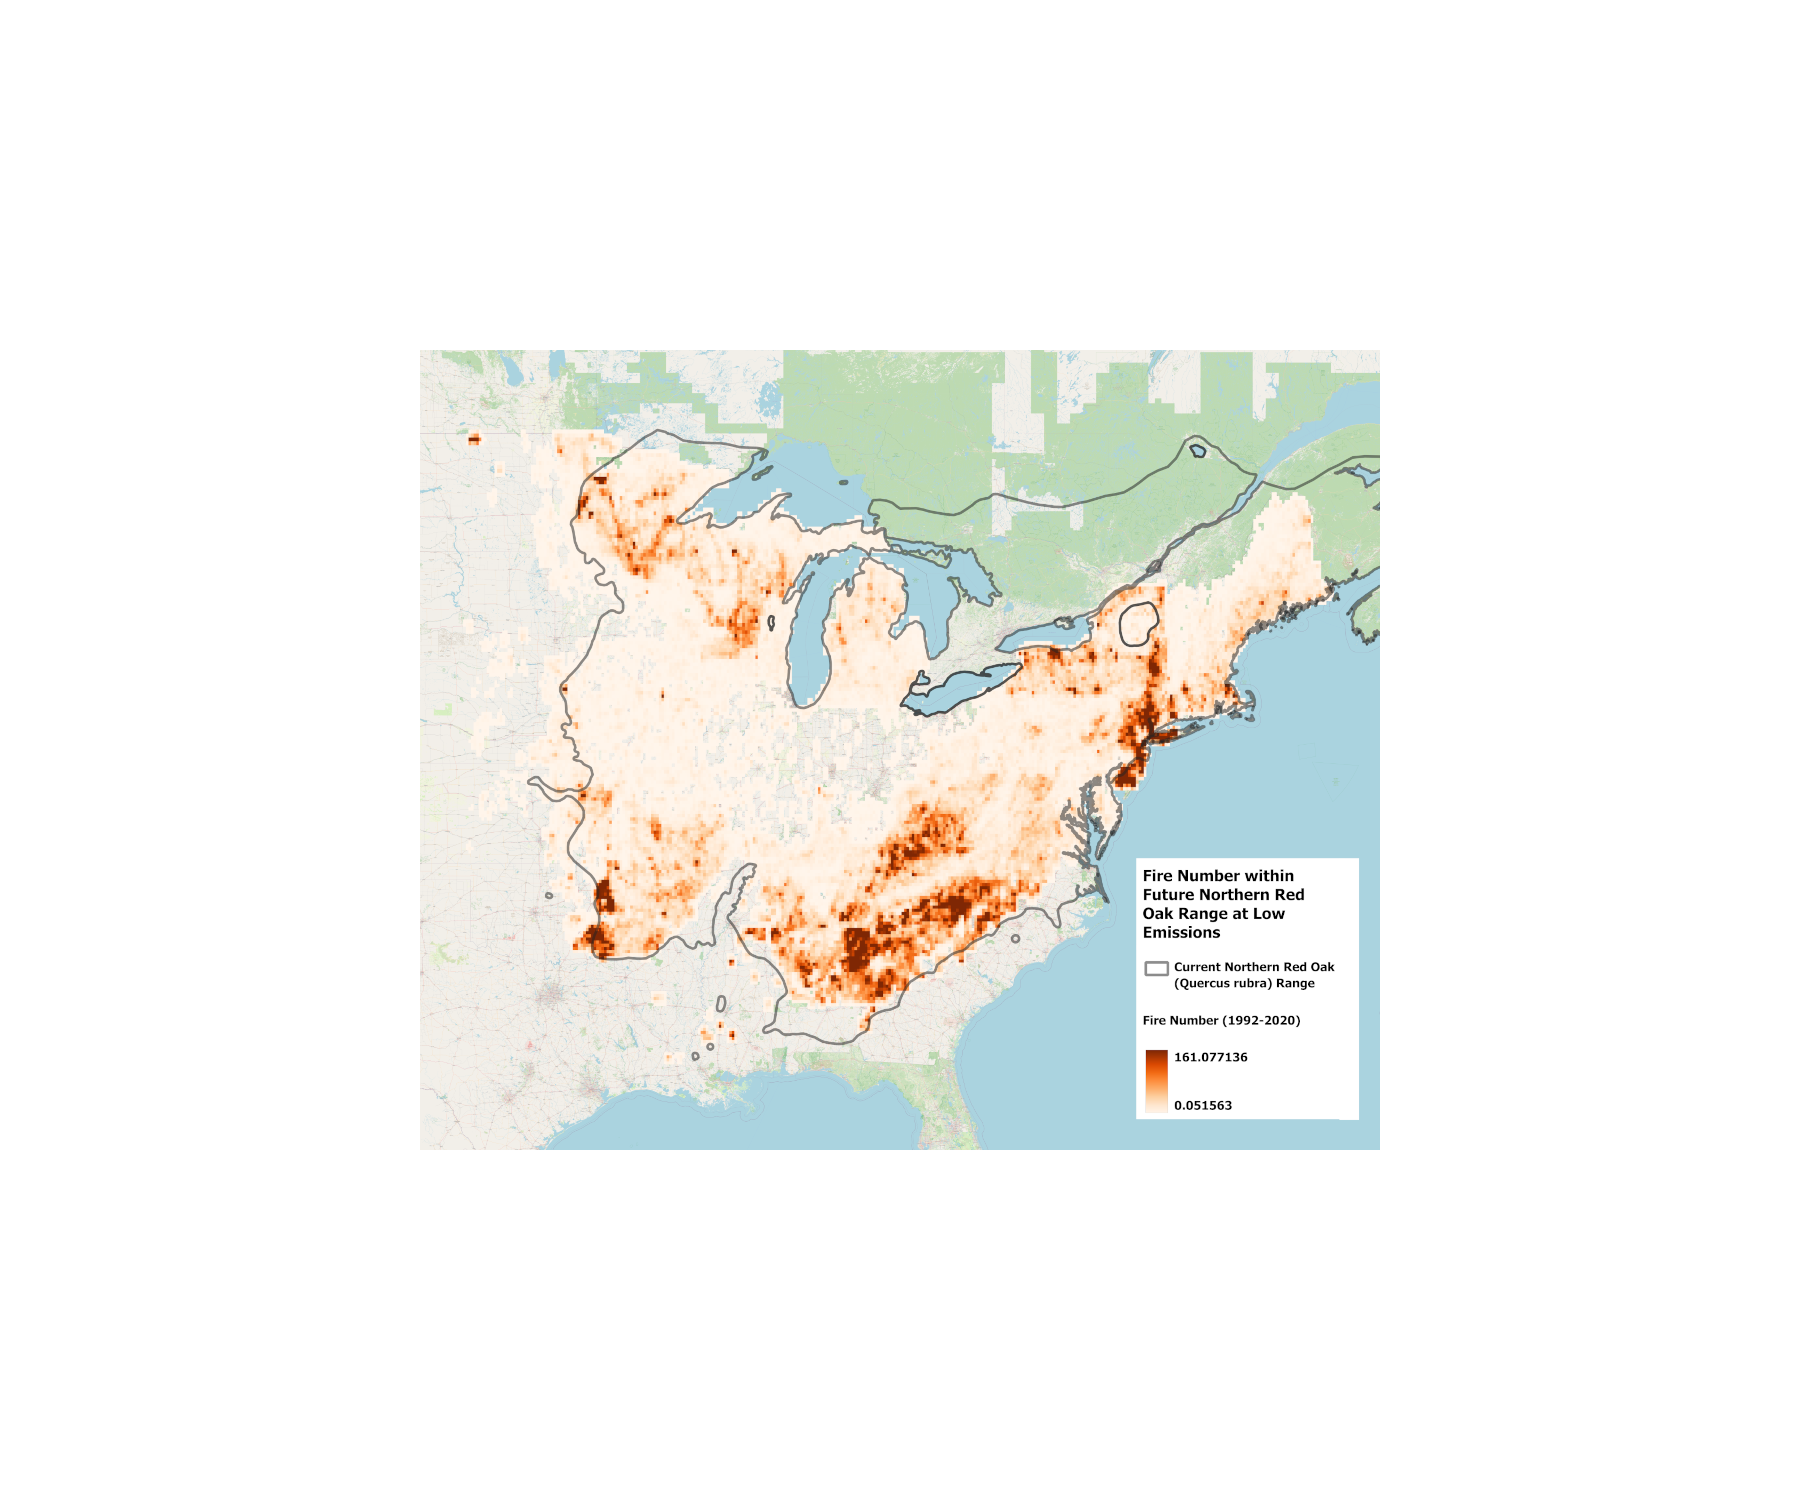 Fire Number within
Future Northern Red
Oak Range at Low
Emissions
Current Northern Red Oak
(Quercus rubra) Range
Fire Number (1992-2020)
161.077136
0.051563